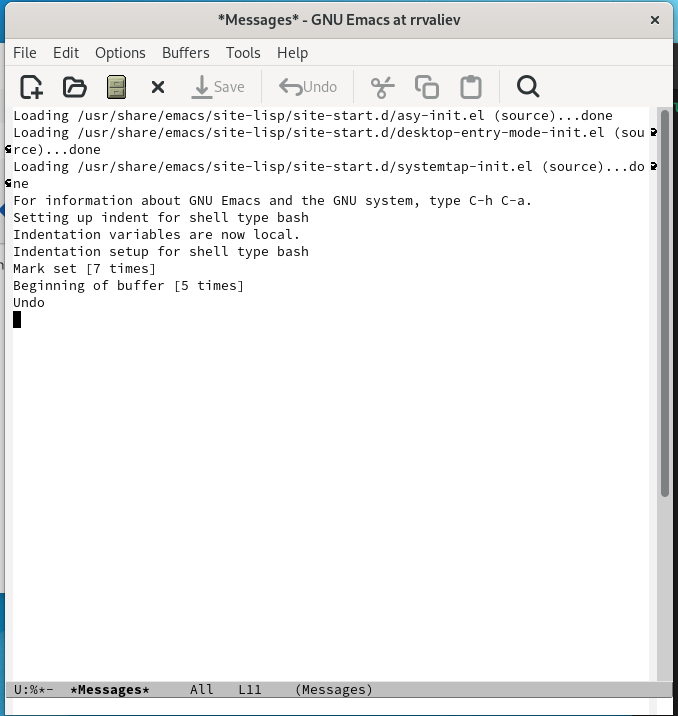 *Messages* - GNU Emacs at rrvaliev
File Edit Options Buffers Tools Help
Save Undo
Loading /usr/share/emacs/site-lisp/site-start.d/asy-init.el (source)...done
Loading /usr/share/emacs/site-lisp/site-start.d/desktop-entry-mode-init.el (sou
rce)...done
Loading /usr/share/emacs/site-lisp/site-start.d/systemtap-init.el (source)...do
ne
For information about GNU Emacs and the GNU system, type C-h C-a.
Setting up indent for shell type bash
Indentation variables are now local.
Indentation setup for shell type bash
Mark set [7 times]
Beginning of buffer [5 times]
Undo
U:%*- *Messages* All L11 (Messages)